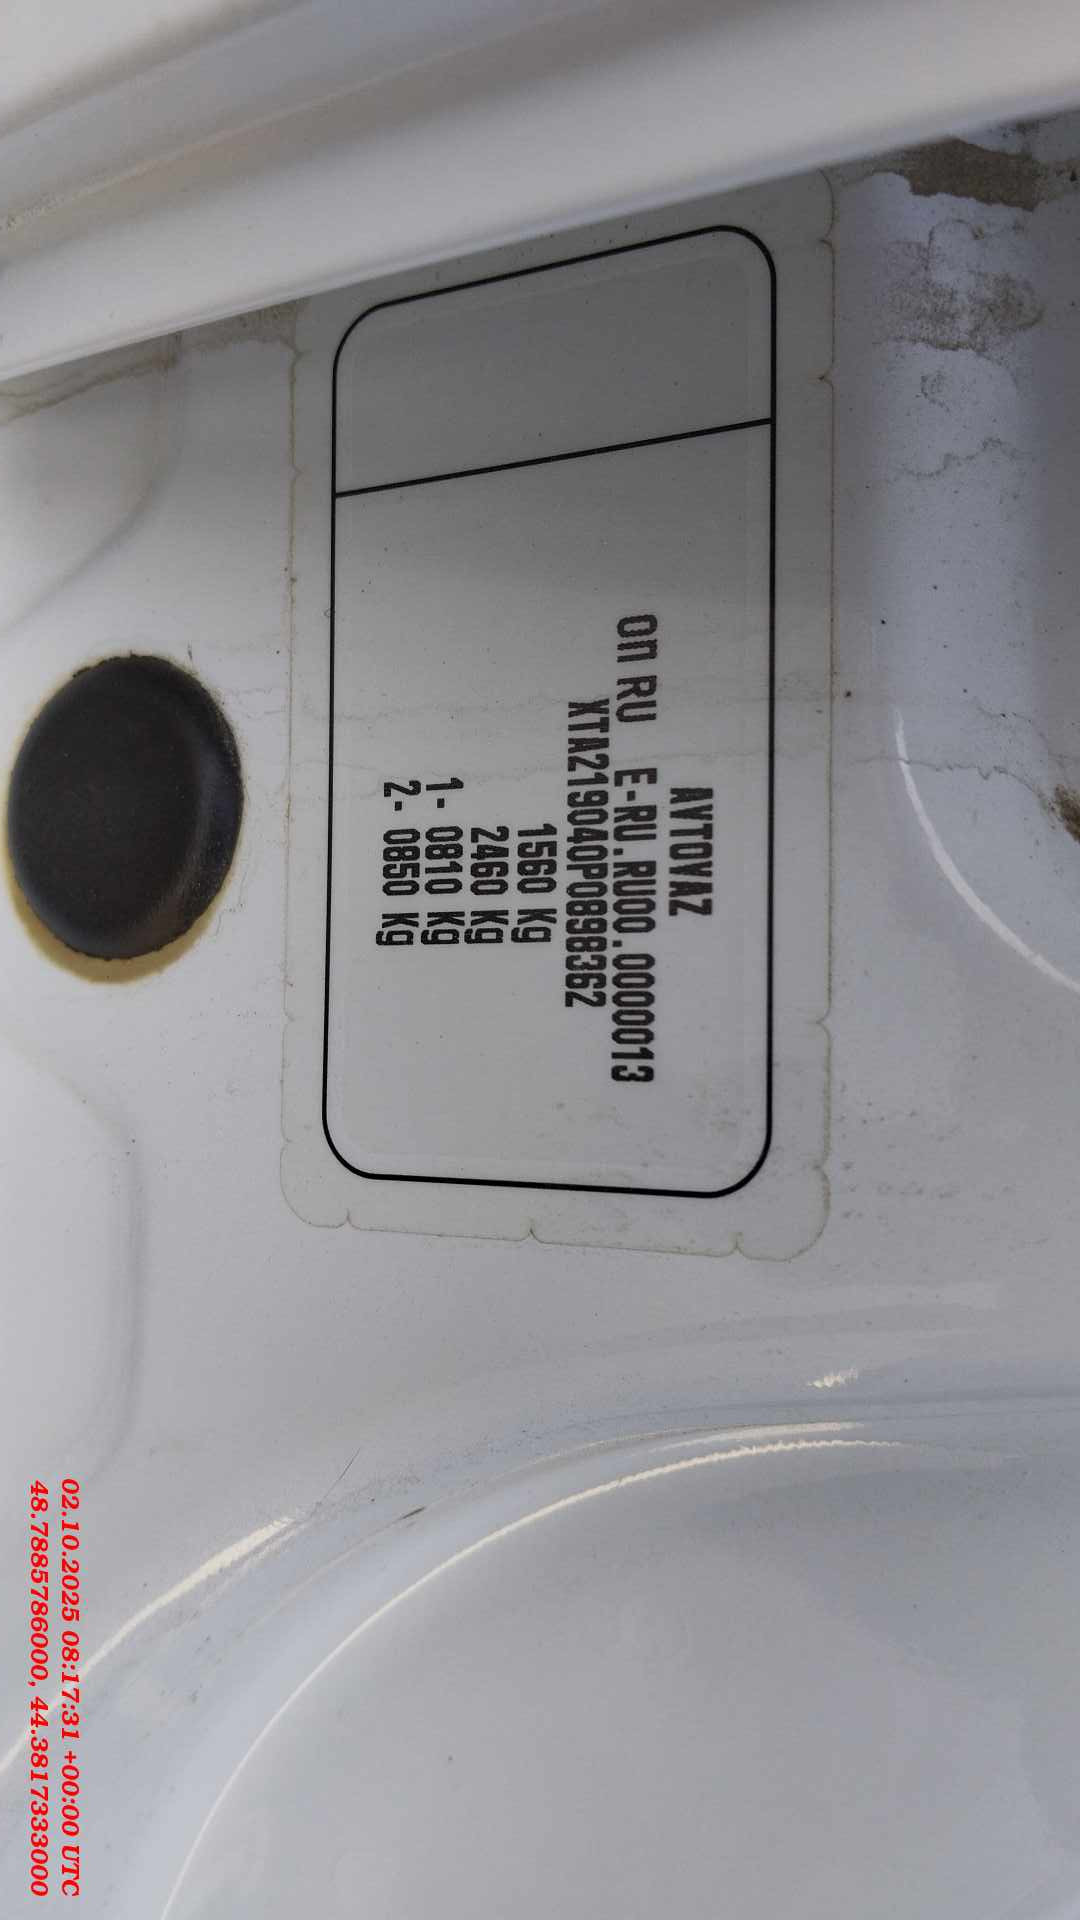 AVTOVAZ
ОП RU E-RU.RU00.0000013
XTA219040P0898362
1560 Kg
2460 Kg
1- 0810 Kg
2- 0850 Kg
02.10.2025 08:17:31 +00:00 UTC
48.7885786000, 44.3817333000